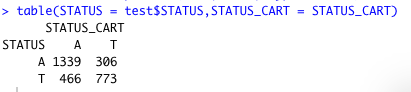 > table(STATUS = test$STATUS,STATUS_CART = STATUS_CART)
STATUS_CART
STATUS A T
A 1339 306
T 466 773